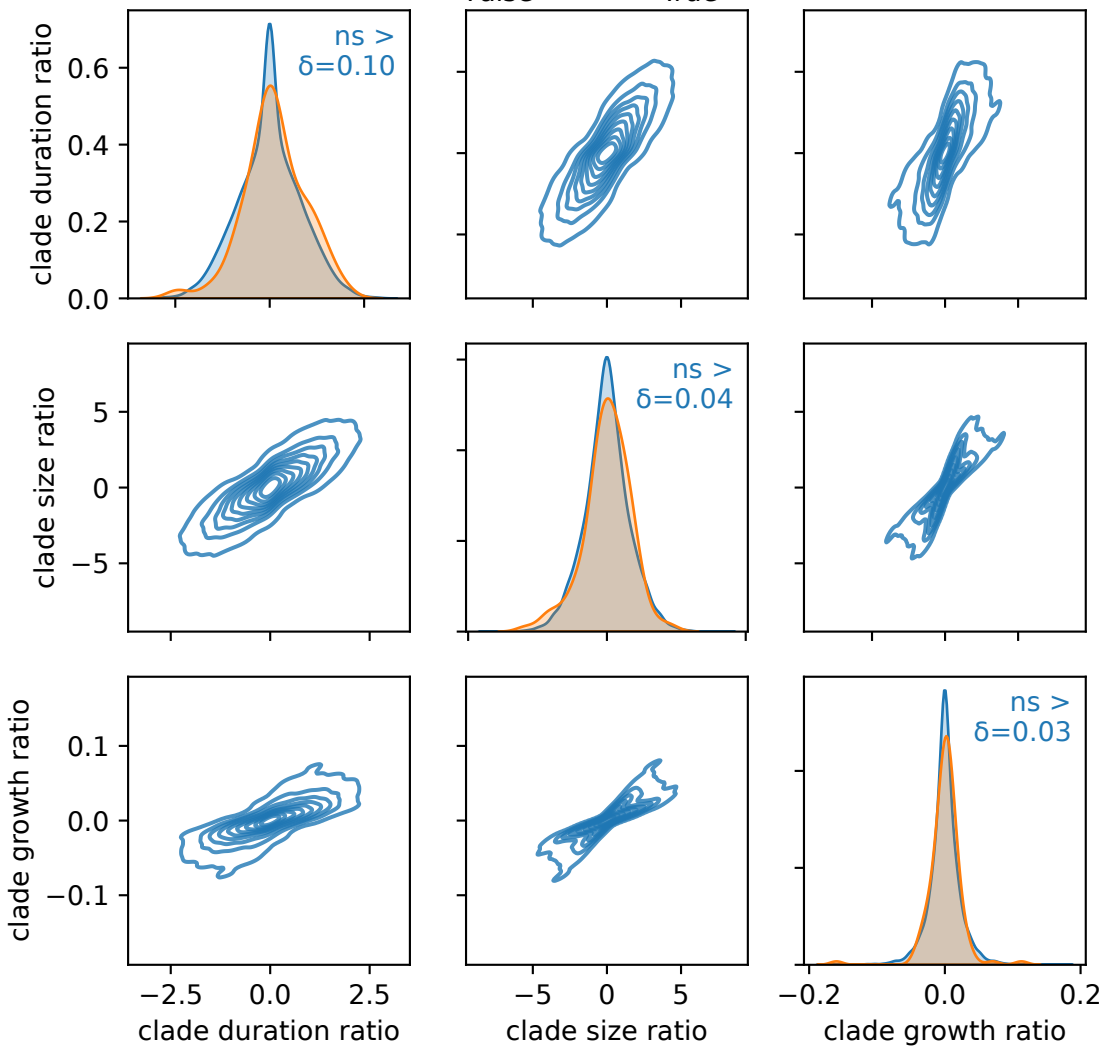 clade duration ratio
0.6
0.4
0.2
0.0
ns >
δ=0.10
clade size ratio
5
0
−5
ns >
δ=0.04
clade growth ratio
0.1
0.0
−0.1
ns >
δ=0.03
−2.5 0.0 2.5
−5 0 5
−0.2 0.0 0.2
clade duration ratio
clade size ratio
clade growth ratio